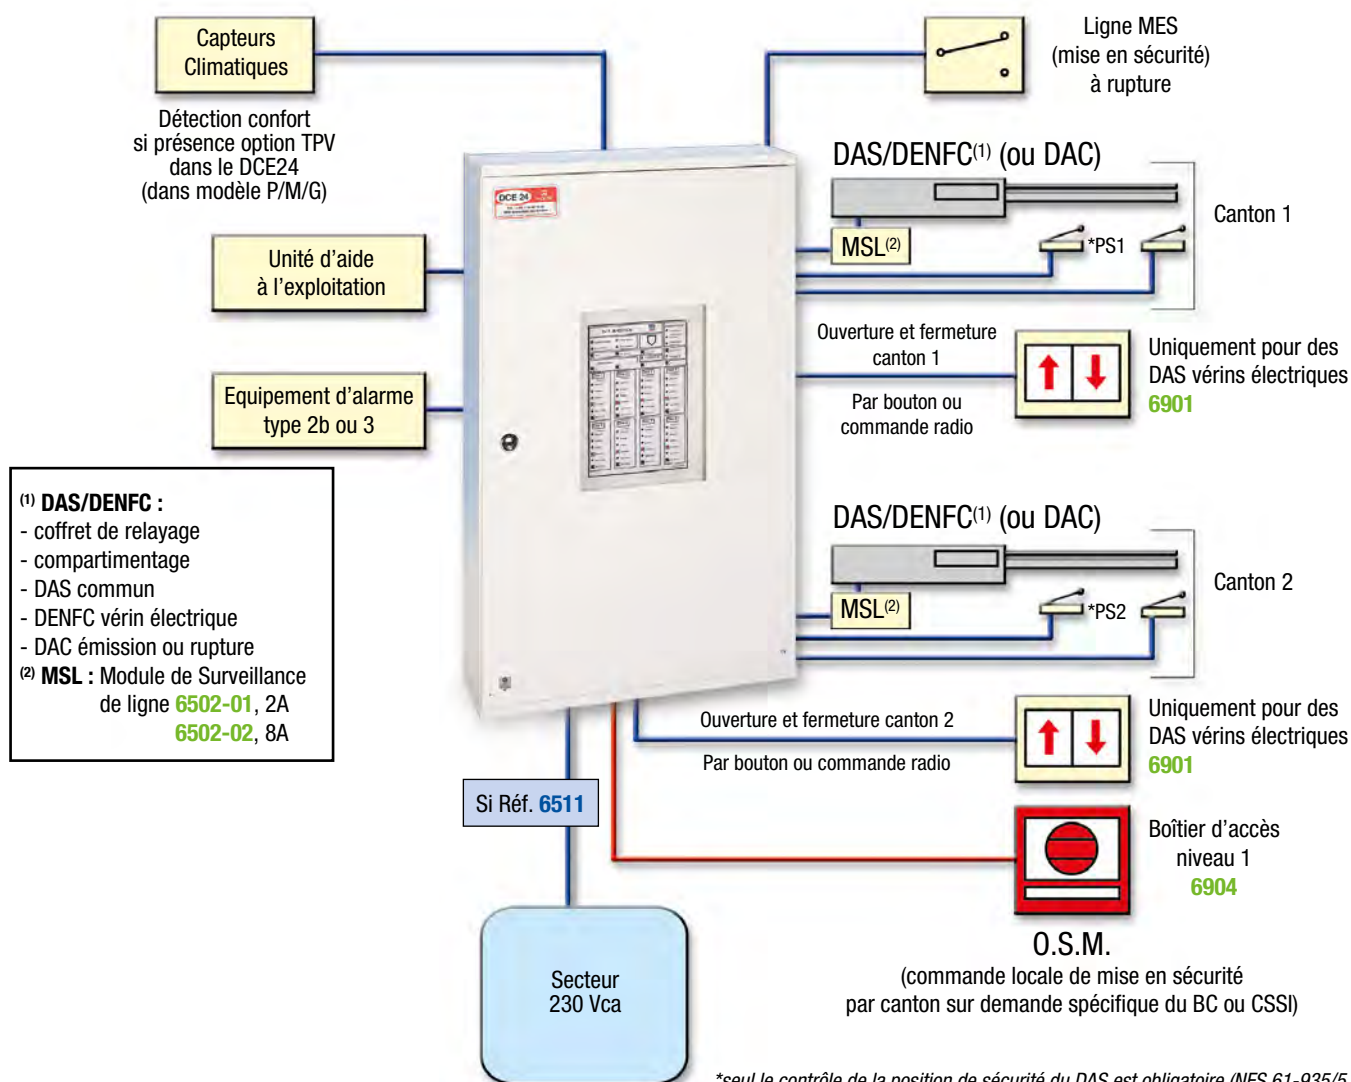 Capteurs
Climatiques
Détection confort
si présence option TPV
dans le DCE24
(dans modèle P/M/G)
Unité d'aide
à l'exploitation
Equipement d'alarme
type 2b ou 3
(1) DAS/DENFC :
- coffret de relayage
- compartimentage
- DAS commun
- DENFC vérin électrique
- DAC émission ou rupture
(2) MSL : Module de Surveillance
de ligne 6502-01, 2A
6502-02, 8A
DCE 24
Ligne MES
(mise en sécurité)
à rupture
DAS/DENFC(1) (ou DAC)
MSL(2)
*PS1
Canton 1
Ouverture et fermeture
canton 1
Par bouton ou
commande radio
Uniquement pour des
DAS vérins électriques
6901
DAS/DENFC(1) (ou DAC)
MSL(2)
*PS2
Canton 2
Ouverture et fermeture canton 2
Par bouton ou commande radio
Uniquement pour des
DAS vérins électriques
6901
Si Réf. 6511
Secteur
230 Vca
Boîtier d'accès
niveau 1
6904
O.S.M.
(commande locale de mise en sécurité
par canton sur demande spécifique du BC ou CSSI)
*seul le contrôle de la position de sécurité du DAS est obligatoire (NFS 61-935/5